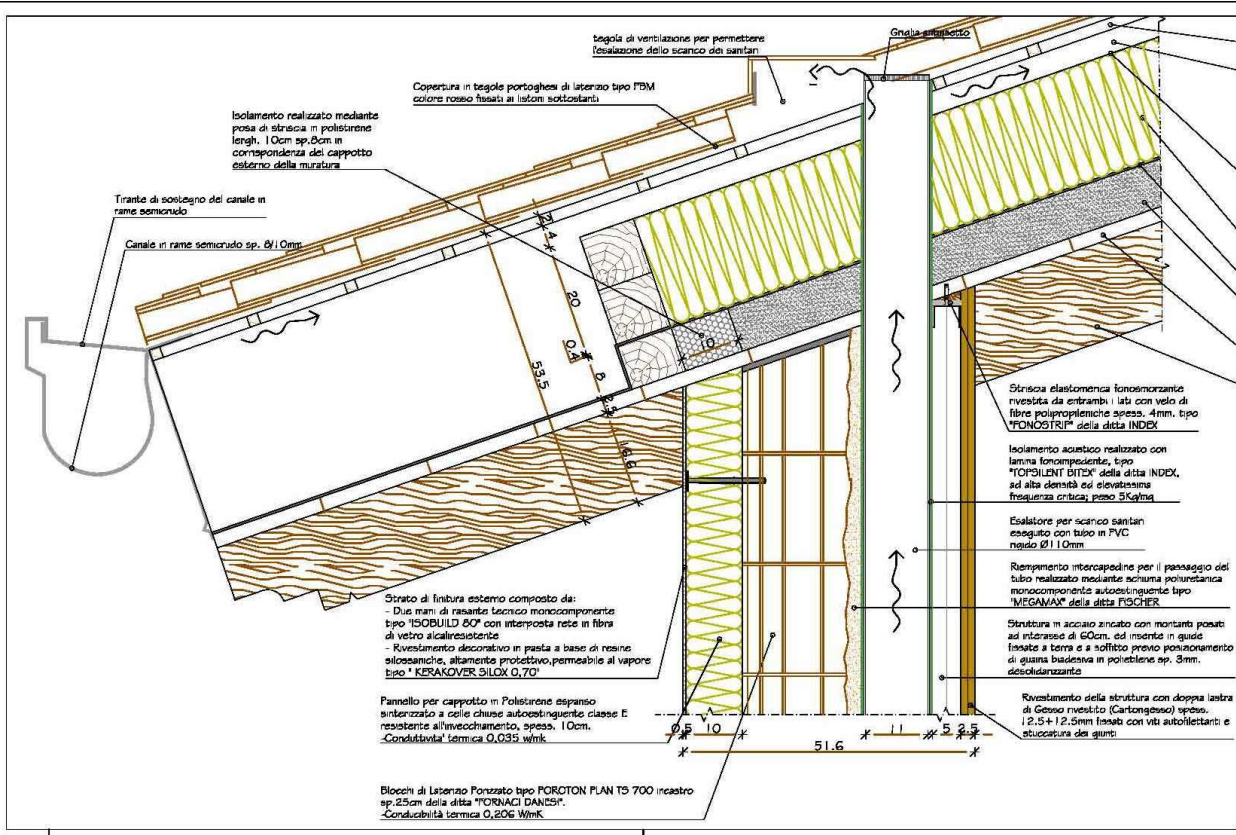 tegola di ventilazione per permettere
l'esalazione dello scarico dei sanitari
Griglia antinsetto
Copertura in tegole portoghesi di laterizio tipo FBM
colore rosso fissati ai listoni sottostanti
Isolamento realizzato mediante
posa di striscia in polistirene
lergh. 10cm sp.8cm in
corrispondenza del cappotto
esterno della muratura
Tirante di sostegno del canale in
rame semicrudo
Canale in rame semicrudo sp. 8/10mm
2.4
20
0.4
8
53.5
2.5
16.6
10
Striscia elastomerica fonosmorzante
rivestita da entrambi i lati con velo di
fibre polipropileniche spess. 4mm. tipo
"FONOSTRIP" della ditta INDEX
Isolamento acustico realizzato con
lamina fonoimpedente, tipo
"TOPSILENT BITEX" della ditta INDEX,
ad alta densità ed elevatissima
frequenza critica; peso 5Kg/mq
Esalatore per scarico sanitari
eseguito con tubo in PVC
rigido Ø110mm
Riempimento intercapedine per il passaggio del
tubo realizzato mediante schiuma poliuretanica
monocomponente autoestinguente tipo
"MEGAMAX" della ditta FISCHER
Struttura in acciaio zincato con montanti posati
ad interasse di 60cm. ed inserite in guide
fissate a terra e a soffitto previo posizionamento
di guaina biadesiva in polietilene sp. 3mm.
desolidarizzante
Rivestimento della struttura con doppia lastra
di Gesso rivestito (Cartongesso) spess.
12.5+12.5mm fissati con viti autofilettanti e
stuccatura dei giunti
Strato di finitura esterno composto da:
- Due mani di rasante tecnico monocomponente
tipo "ISOBUILD 80" con interposta rete in fibra
di vetro alcaliresistente
- Rivestimento decorativo in pasta a base di resine
silossaniche, altamente protettivo,permeabile al vapore
tipo " KERAKOVER SILOX 0,70"
Pannello per cappotto in Polistirene espanso
sinterizzato a celle chiuse autoestinguente classe E
resistente all'invecchiamento, spess. 10cm.
-Conduttivita' termica 0,035 w/mk
0.5 10 11 5 2.5
51.6
Blocchi di Laterizio Porizzato tipo POROTON PLAN TS 700 incastro
sp.25cm della ditta "FORNACI DANESI".
-Conducibilità termica 0,206 W/mK